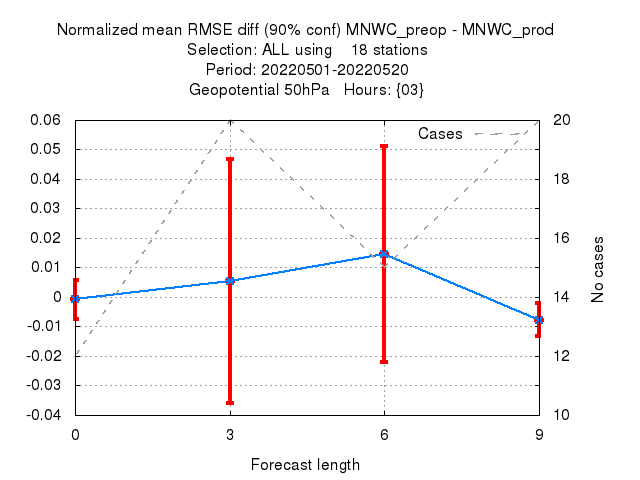 Normalized mean RMSE diff (90% conf) MNWC_preop - MNWC_prod
Selection: ALL using    18 stations
Period: 20220501-20220520
Geopotential 50hPa   Hours: {03}
Cases
0.06
0.05
0.04
0.03
0.02
0.01
0
-0.01
-0.02
-0.03
-0.04
20
18
16
14
12
10
No cases
0 3 6 9
Forecast length